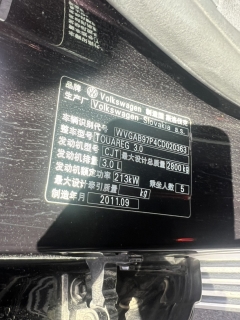 品牌 Volkswagen 制造国 斯洛伐克
生产厂 Volkswagen Slovakia a.s.
车辆识别代号 WVGAB97P4CD020363
整车型号 TOUAREG 3.0
发动机型号 CJT 最大设计总质量 2800 kg
发动机排量 3.0 L
发动机额定功率 213kW 乘坐人数 5
最大设计牵引质量 kg
制造年月 2011.09